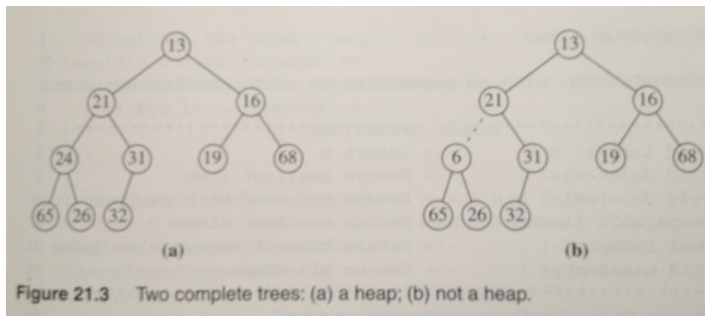 13 13
21 16 21 16
24 31 19 68 6 31 19 68
65 26 32 65 26 32
(a) (b)
Figure 21.3 Two complete trees: (a) a heap; (b) not a heap.